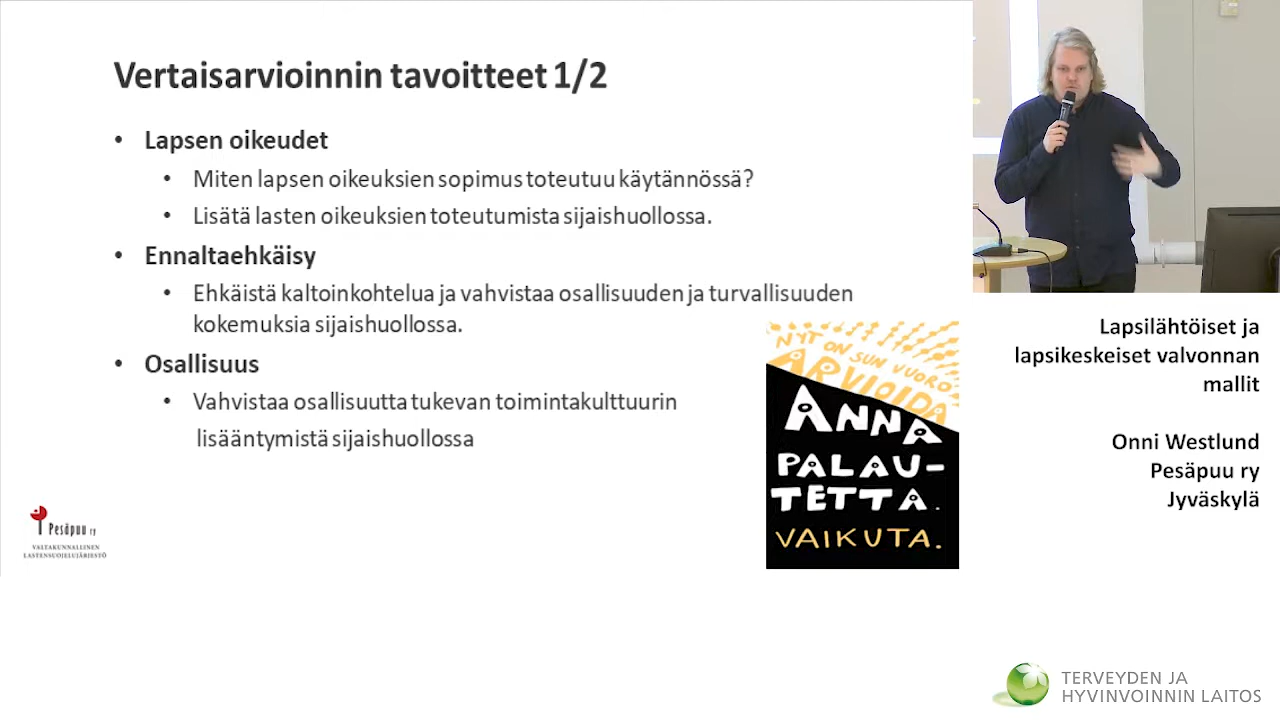 Vertaisarvioinnin tavoitteet 1/2
• Lapsen oikeudet
• Miten lapsen oikeuksien sopimus toteutuu käytännössä?
• Lisätä lasten oikeuksien toteutumista sijaishuollossa.
• Ennaltaehkäisy
• Ehkäistä kaltoinkohtelua ja vahvistaa osallisuuden ja turvallisuuden
kokemuksia sijaishuollossa.
• Osallisuus
• Vahvistaa osallisuutta tukevan toimintakulttuurin
lisääntymistä sijaishuollossa
NYT ON SUN VUORO
ARVIOIDA
ANNA
PALAU-
TETTA.
VAIKUTA.
Pesäpuu ry
VALTAKUNNALLINEN
LASTENSUOJELUJÄRJESTÖ
Lapsilähtöiset ja
lapsikeskeiset valvonnan
mallit
Onni Westlund
Pesäpuu ry
Jyväskylä
TERVEYDEN JA
HYVINVOINNIN LAITOS